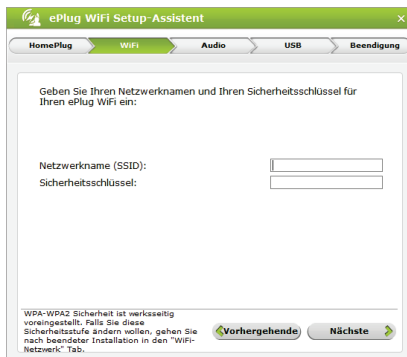 ePlug WiFi Setup-Assistent
HomePlug WiFi Audio USB Beendigung
Geben Sie Ihren Netzwerknamen und Ihren Sicherheitsschlüssel für
Ihren ePlug WiFi ein:
Netzwerkname (SSID):
Sicherheitsschlüssel:
WPA-WPA2 Sicherheit ist werksseitig
voreingestellt. Falls Sie diese
Sicherheitsstufe ändern wollen, gehen Sie
nach beendeter Installation in den "WiFi-
Netzwerk" Tab.
Vorhergehende Nächste